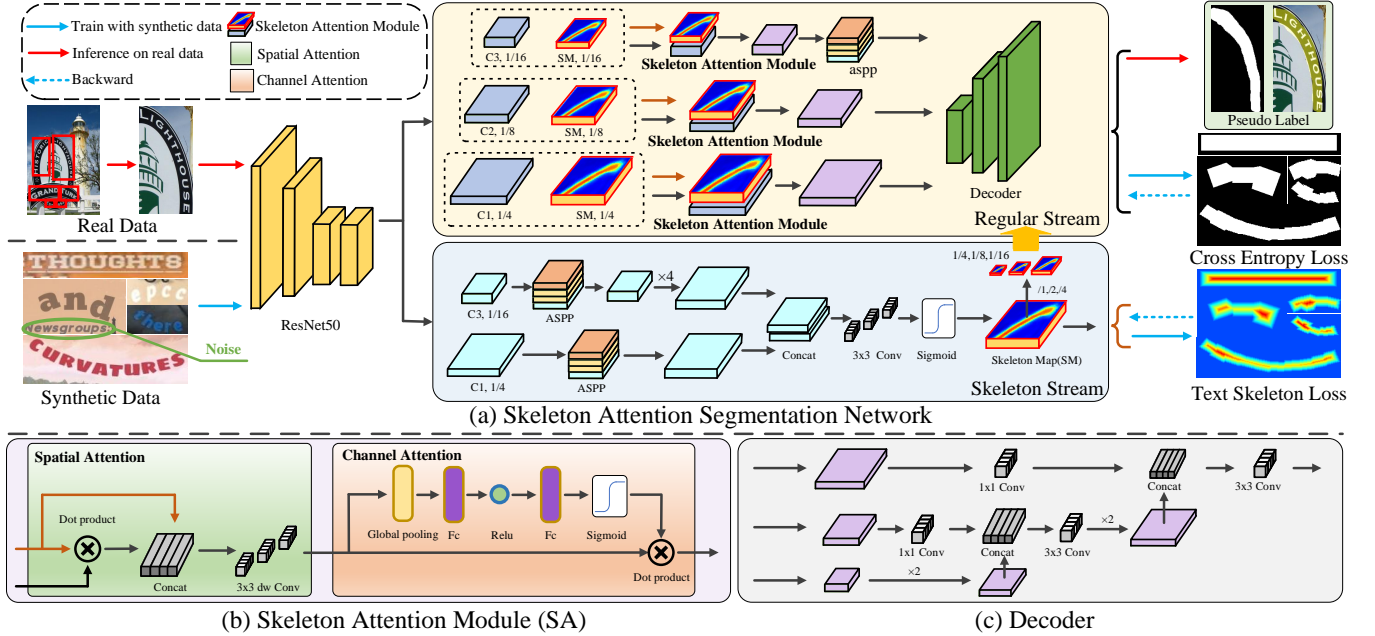 Train with synthetic data
Skeleton Attention Module
Inference on real data
Spatial Attention
Backward
Channel Attention
HISTORIC
LIGHTHOUSE
GRAND TURK
LIGHTHOUSE
Real Data
THOUGHTS
and,
epcc
there
Newsgroups:
CURVATURES
Noise
Synthetic Data
ResNet50
C3, 1/16
SM, 1/16
Skeleton Attention Module
aspp
C2, 1/8
SM, 1/8
Skeleton Attention Module
C1, 1/4
SM, 1/4
Skeleton Attention Module
Decoder
Regular Stream
C3, 1/16
ASPP
×4
C1, 1/4
ASPP
Concat
3x3 Conv
Sigmoid
1/4,1/8,1/16
/1,/2,/4
Skeleton Map(SM)
Skeleton Stream
LIGHTHOUSE
Pseudo Label
Cross Entropy Loss
Text Skeleton Loss
(a) Skeleton Attention Segmentation Network
Spatial Attention
Dot product
Concat
3x3 dw Conv
Channel Attention
Global pooling
Fc
Relu
Fc
Sigmoid
Dot product
(b) Skeleton Attention Module (SA)
1x1 Conv
Concat
3x3 Conv
1x1 Conv
Concat
3x3 Conv
×2
×2
(c) Decoder